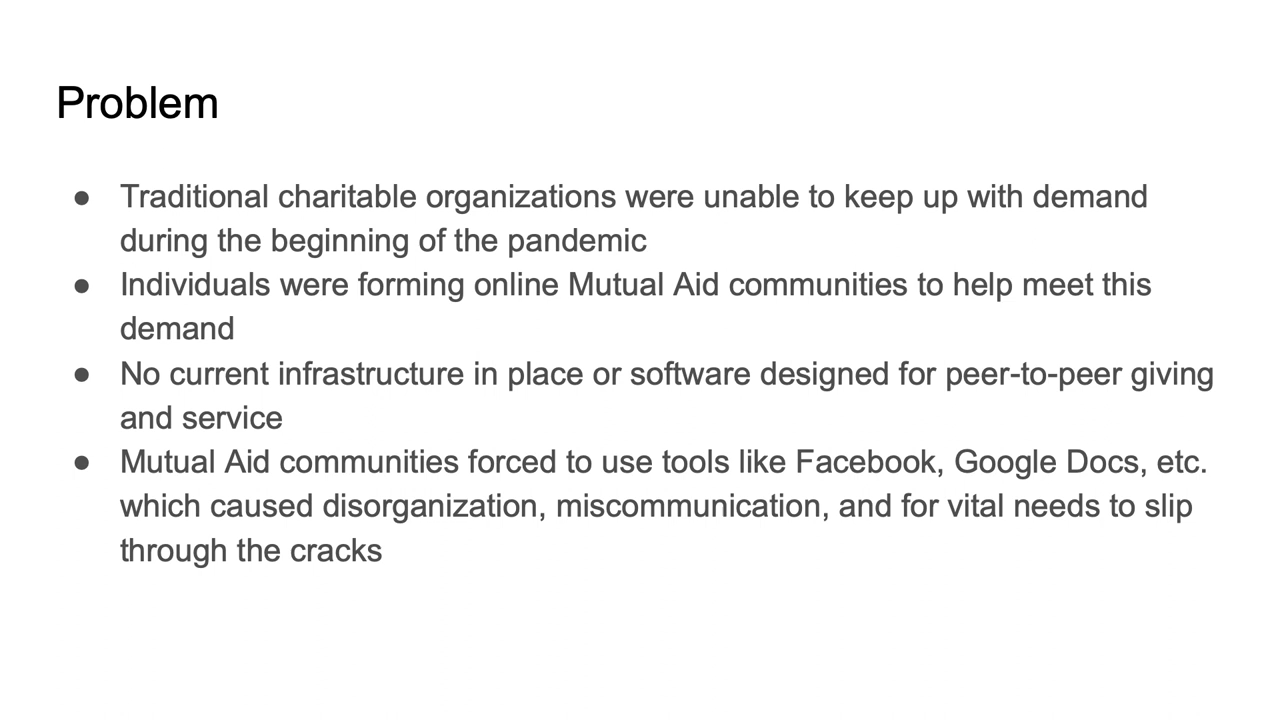 Problem
● Traditional charitable organizations were unable to keep up with demand
during the beginning of the pandemic
● Individuals were forming online Mutual Aid communities to help meet this
demand
● No current infrastructure in place or software designed for peer-to-peer giving
and service
● Mutual Aid communities forced to use tools like Facebook, Google Docs, etc.
which caused disorganization, miscommunication, and for vital needs to slip
through the cracks